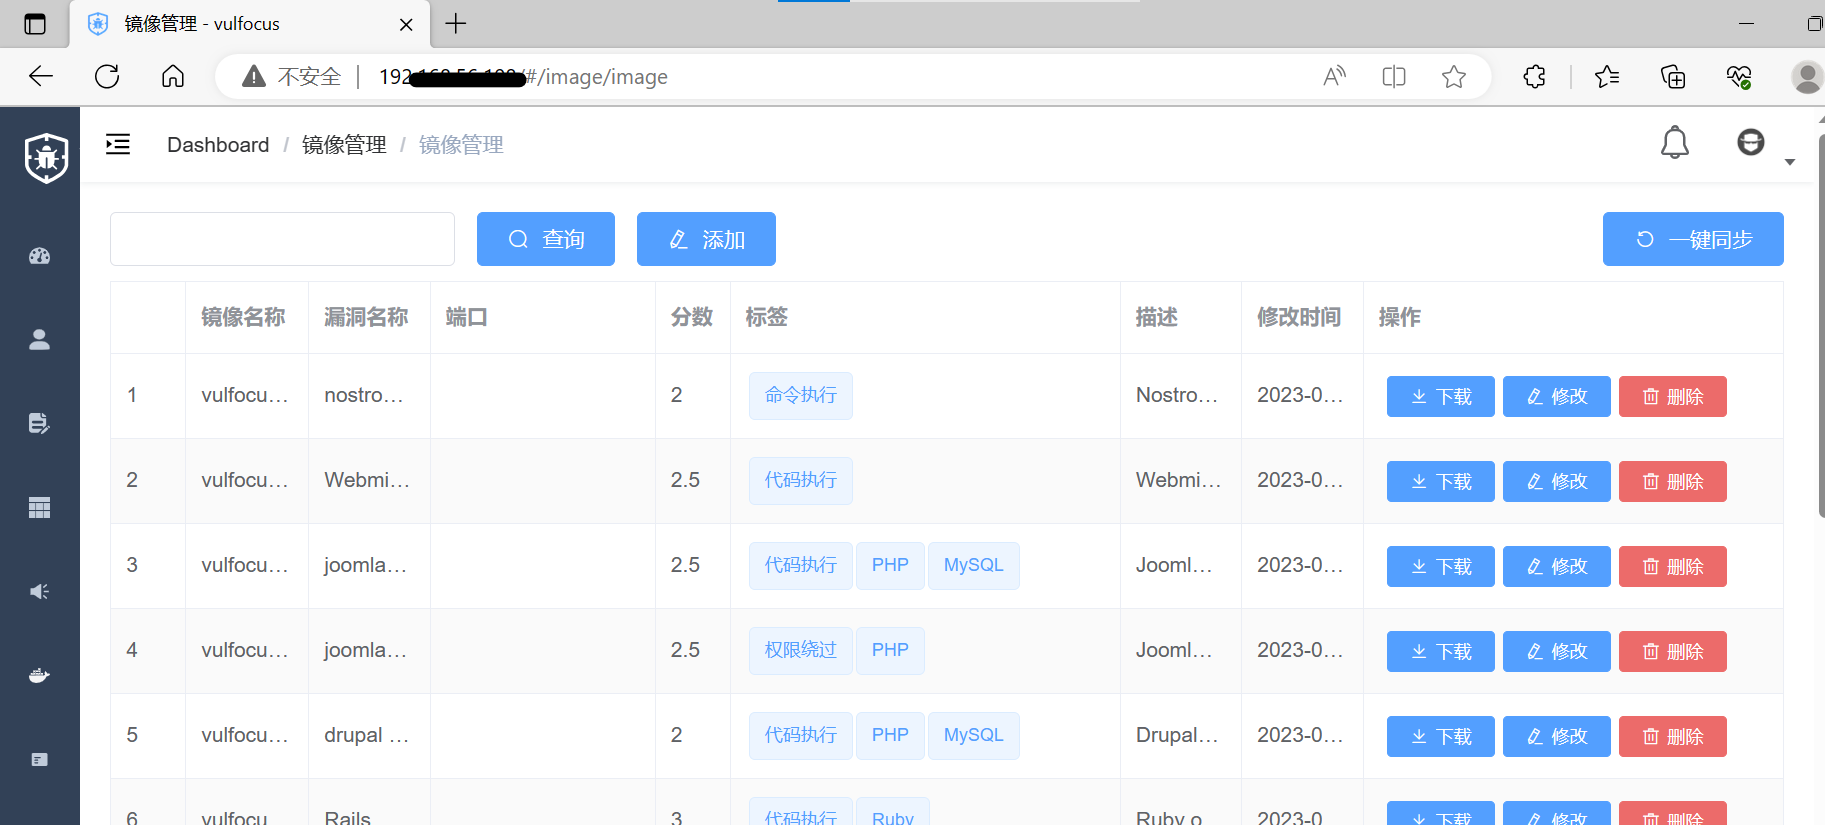 镜像管理 - vulfocus
不安全 192 /#/image/image
Dashboard / 镜像管理 / 镜像管理
查询 添加 一键同步
镜像名称 漏洞名称 端口 分数 标签 描述 修改时间 操作
1 vulfocu... nostro... 2 命令执行 Nostro... 2023-0... 下载 修改 删除
2 vulfocu... Webmi... 2.5 代码执行 Webmi... 2023-0... 下载 修改 删除
3 vulfocu... joomla... 2.5 代码执行 PHP MySQL Jooml... 2023-0... 下载 修改 删除
4 vulfocu... joomla... 2.5 权限绕过 PHP Jooml... 2023-0... 下载 修改 删除
5 vulfocu... drupal ... 2 代码执行 PHP MySQL Drupal... 2023-0... 下载 修改 删除
6 vulfocu Rails 3 代码执行 Ruby Ruby o 2023-0 下载 修改 删除